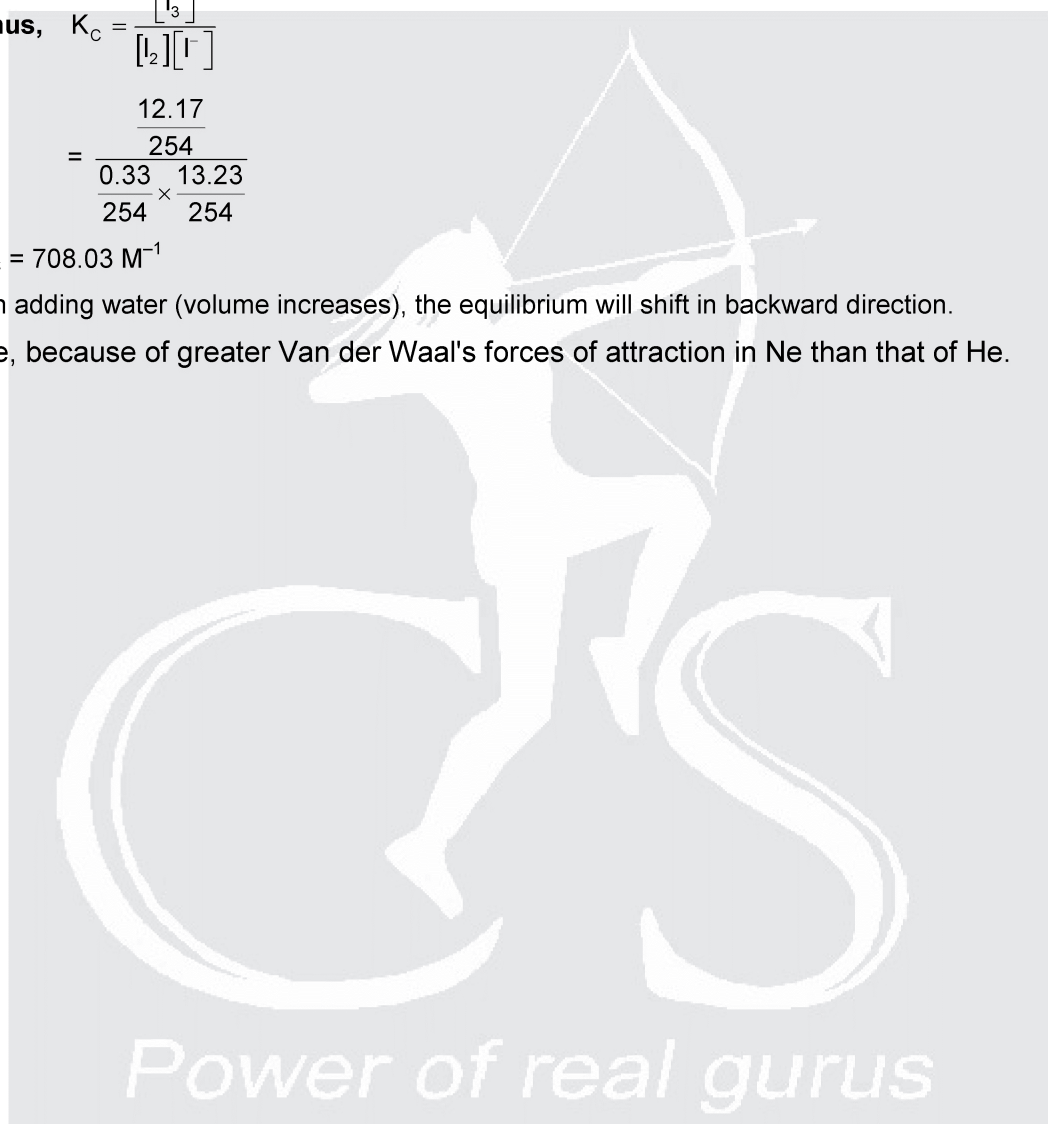 K_C = [I_3^-] / ([I_2][I^-])
= (12.17/254) / (0.33/254 × 13.23/254)
= 708.03 M^–1
adding water (volume increases), the equilibrium will shift in backward direction.
because of greater Van der Waal's forces of attraction in Ne than that of He.
CS
Power of real gurus